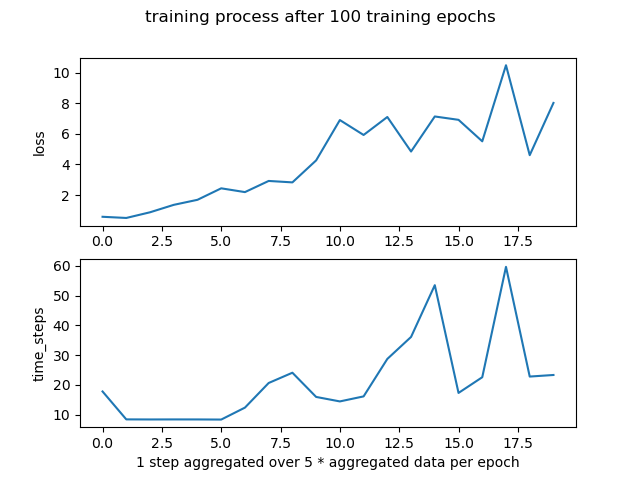 training process after 100 training epochs
10
8
6
4
2
loss
0.0 2.5 5.0 7.5 10.0 12.5 15.0 17.5
60
50
40
30
20
10
time_steps
0.0 2.5 5.0 7.5 10.0 12.5 15.0 17.5
1 step aggregated over 5 * aggregated data per epoch